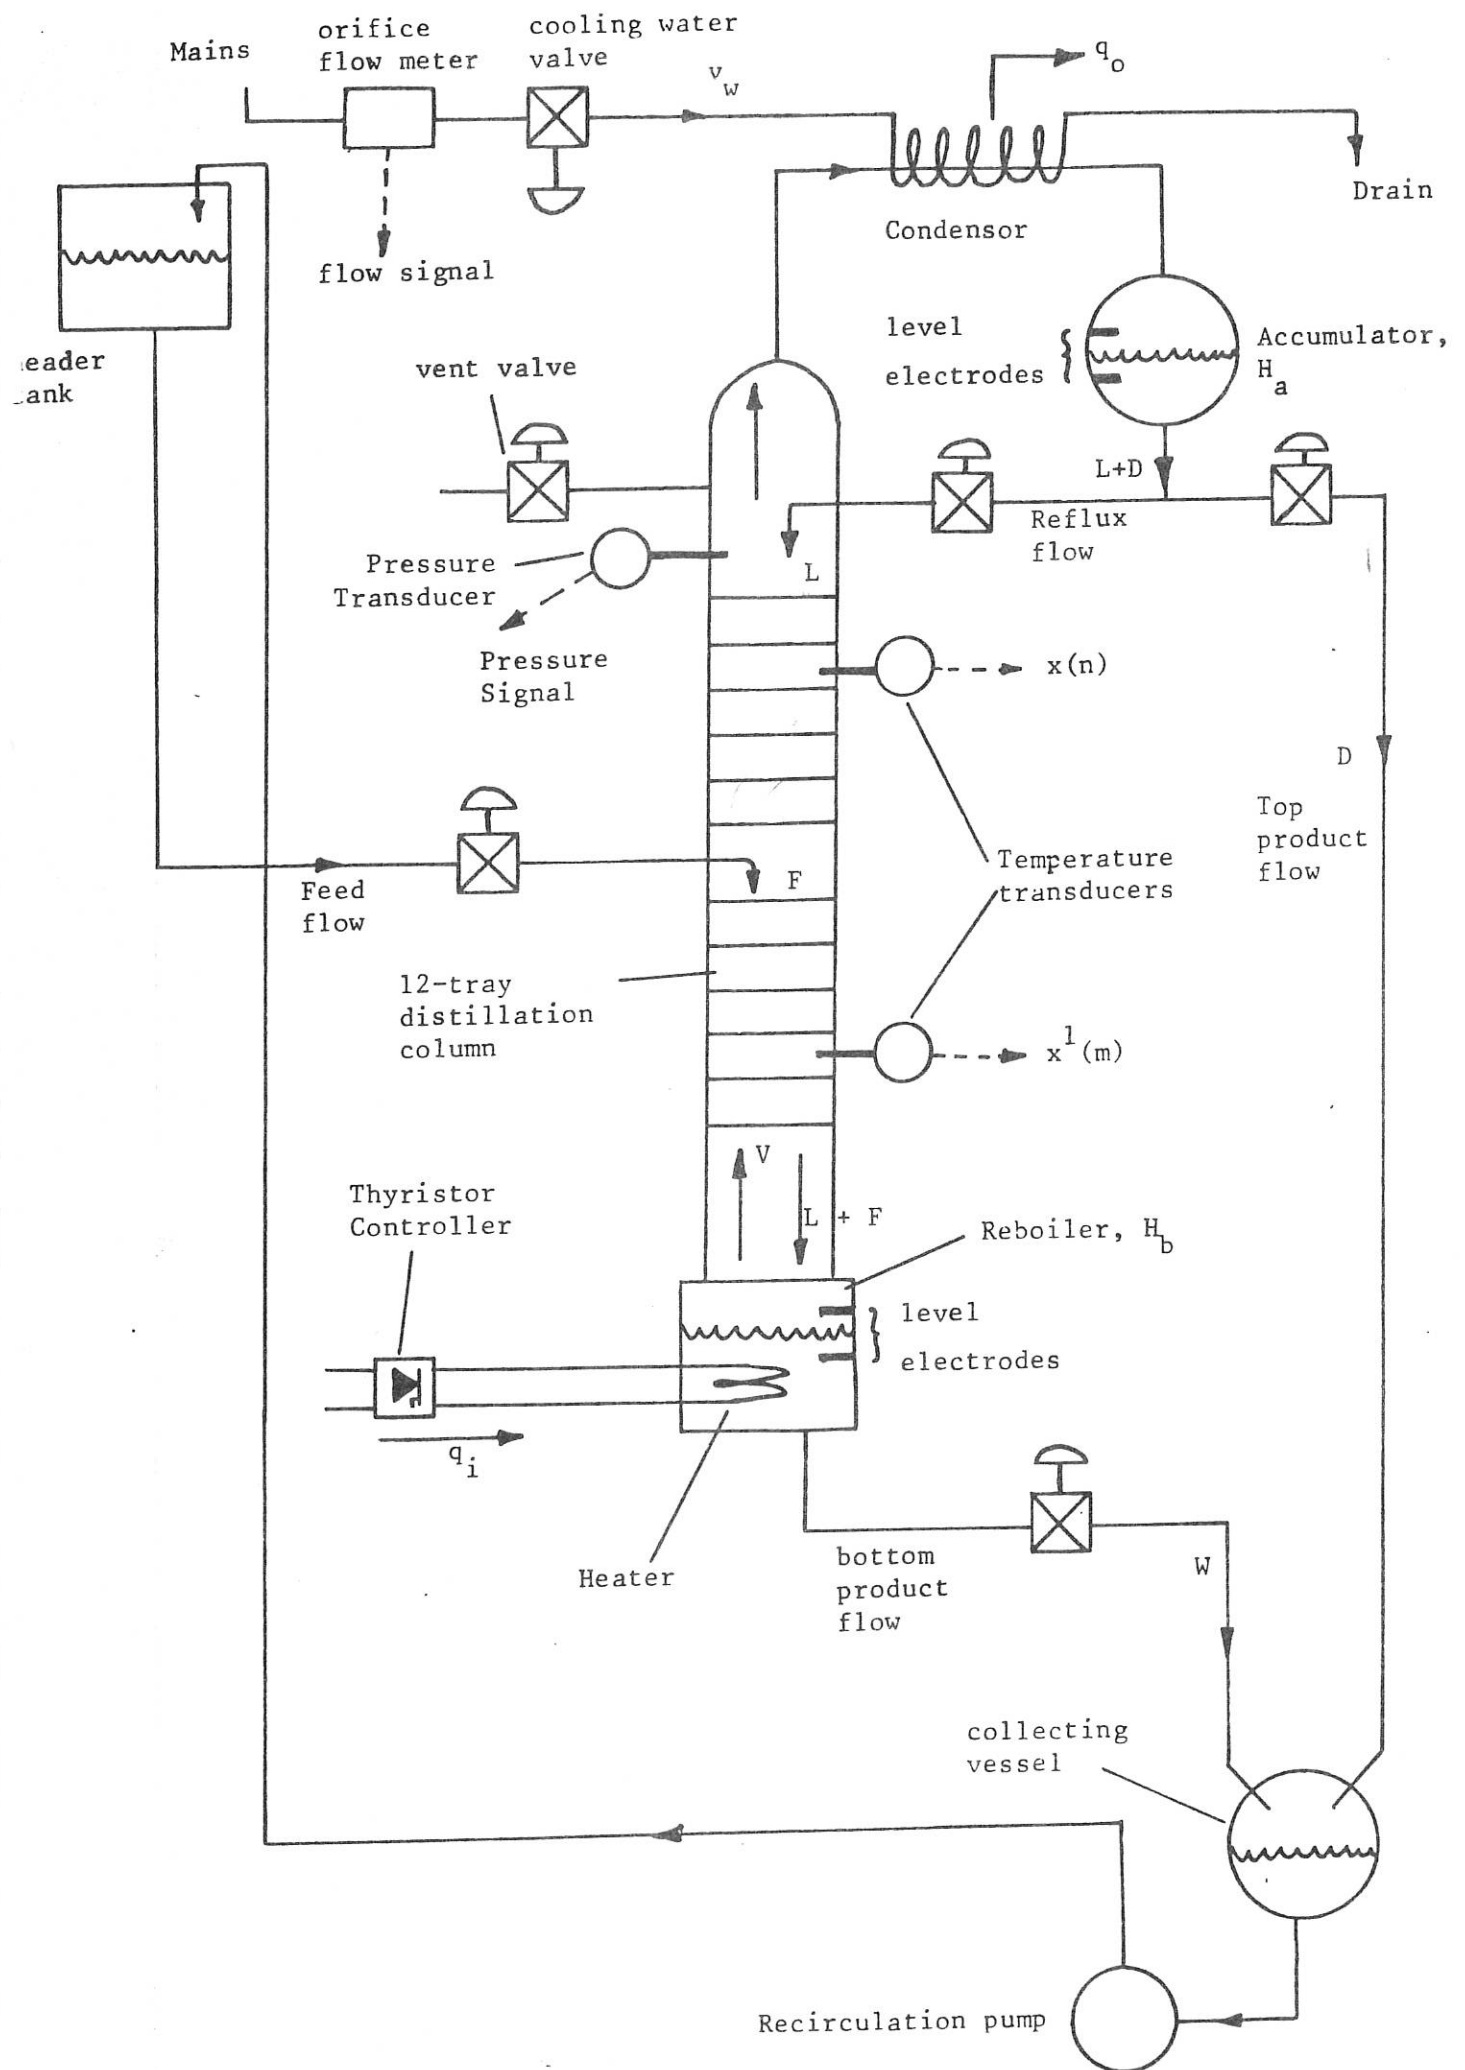 Mains
orifice
flow meter
cooling water
valve
v
w
q
o
flow signal
Condensor
Drain
eader
ank
vent valve
level
electrodes
Accumulator,
H
a
L+D
Reflux
flow
L
Pressure
Transducer
Pressure
Signal
x(n)
D
Top
product
flow
Temperature
transducers
Feed
flow
F
12-tray
distillation
column
x¹(m)
V
L + F
Thyristor
Controller
Reboiler, H
b
level
electrodes
q
i
Heater
bottom
product
flow
W
collecting
vessel
Recirculation pump